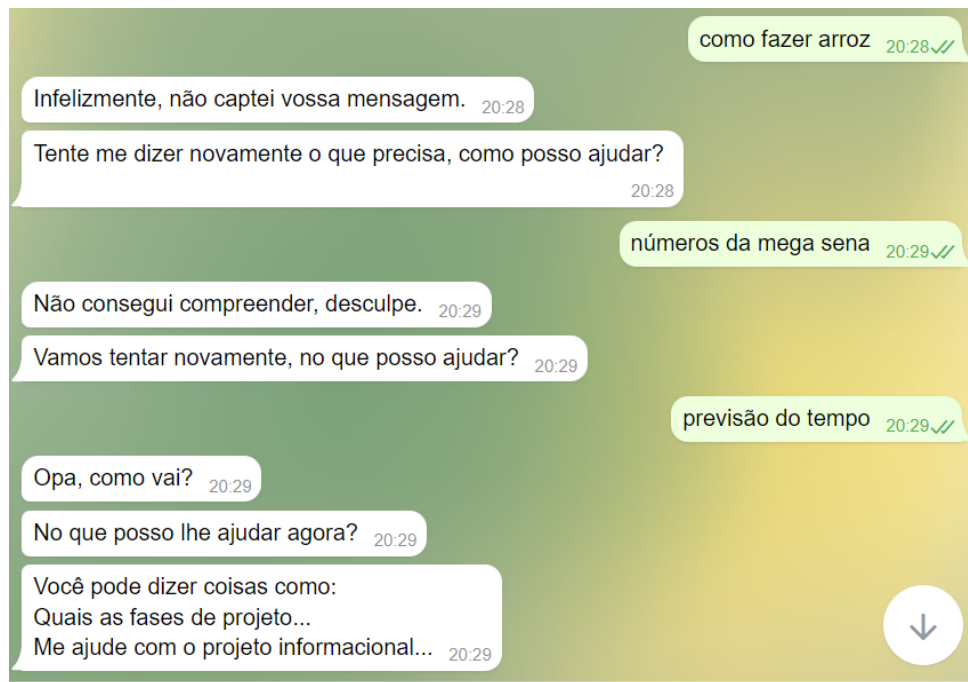 como fazer arroz 20:28
Infelizmente, não captei vossa mensagem. 20:28
Tente me dizer novamente o que precisa, como posso ajudar?
20:28
números da mega sena 20:29
Não consegui compreender, desculpe. 20:29
Vamos tentar novamente, no que posso ajudar? 20:29
previsão do tempo 20:29
Opa, como vai? 20:29
No que posso lhe ajudar agora? 20:29
Você pode dizer coisas como:
Quais as fases de projeto...
Me ajude com o projeto informacional... 20:29